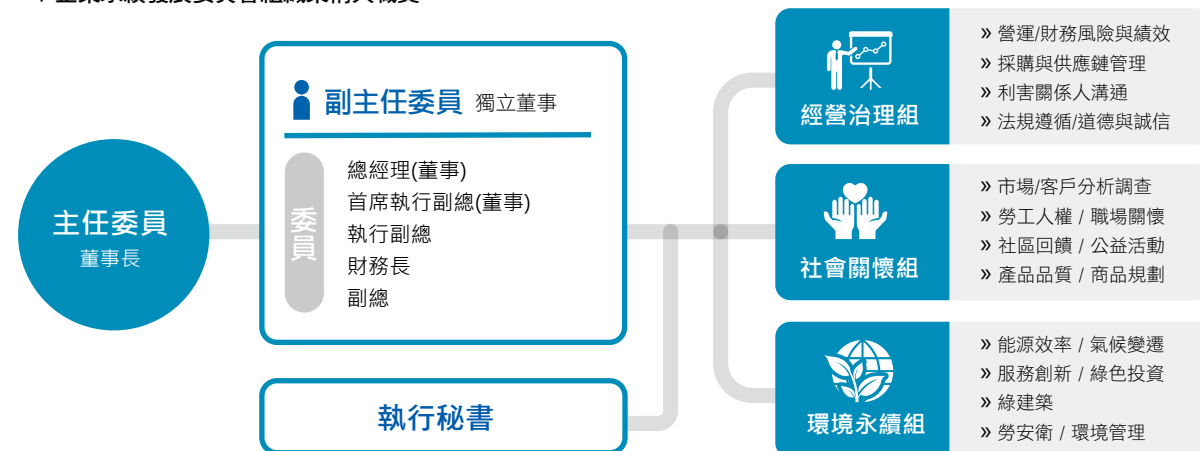 主任委員
董事長
副主任委員 獨立董事
委員
總經理(董事)
首席執行副總(董事)
執行副總
財務長
副總
執行秘書
經營治理組
» 營運/財務風險與績效
» 採購與供應鏈管理
» 利害關係人溝通
» 法規遵循/道德與誠信
社會關懷組
» 市場/客戶分析調查
» 勞工人權 / 職場關懷
» 社區回饋 / 公益活動
» 產品品質 / 商品規劃
環境永續組
» 能源效率 / 氣候變遷
» 服務創新 / 綠色投資
» 綠建築
» 勞安衛 / 環境管理